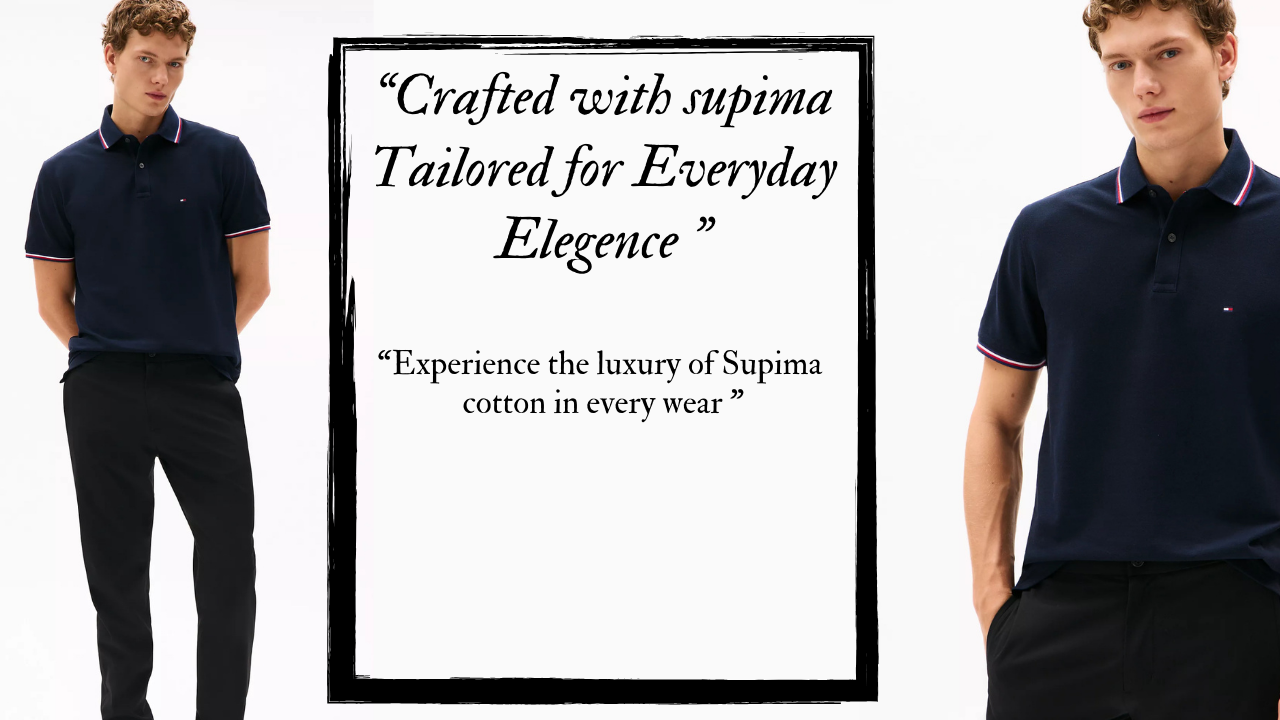 “Crafted with supima
Tailored for Everyday
Elegence ”
“Experience the luxury of Supima
cotton in every wear ”